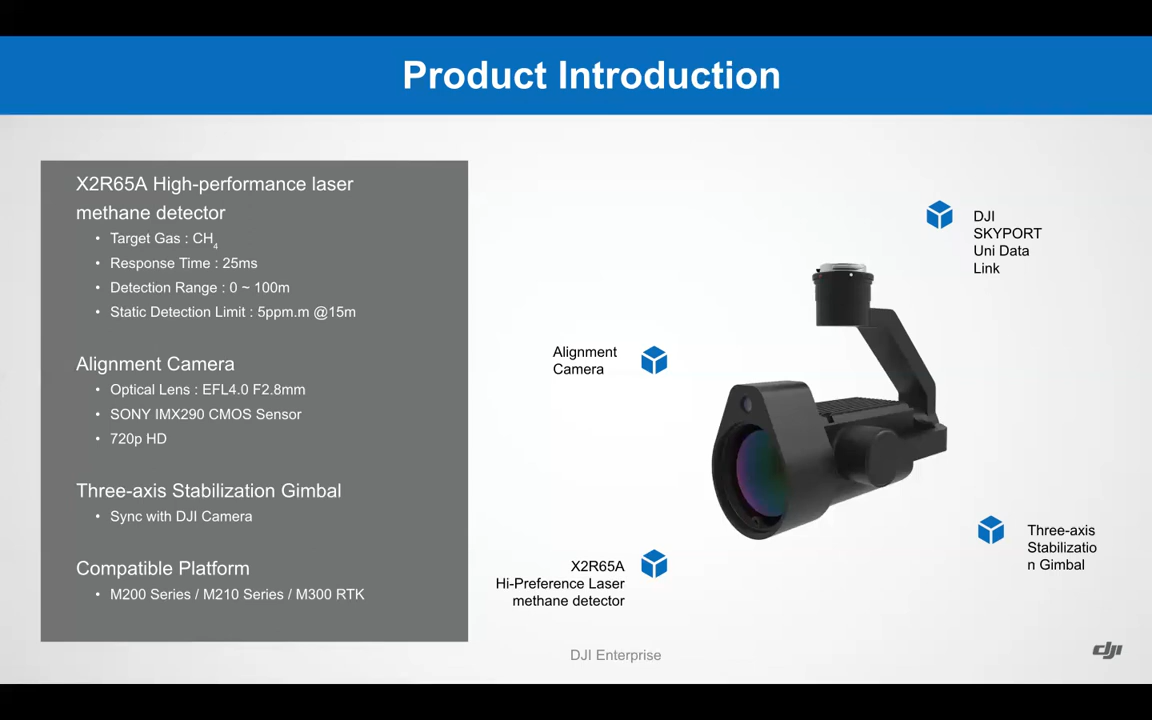 Product Introduction
X2R65A High-performance laser
methane detector
• Target Gas : CH₄
• Response Time : 25ms
• Detection Range : 0 ~ 100m
• Static Detection Limit : 5ppm.m @15m
Alignment Camera
• Optical Lens : EFL4.0 F2.8mm
• SONY IMX290 CMOS Sensor
• 720p HD
Three-axis Stabilization Gimbal
• Sync with DJI Camera
Compatible Platform
• M200 Series / M210 Series / M300 RTK
DJI
SKYPORT
Uni Data
Link
Alignment
Camera
Three-axis
Stabilizatio
n Gimbal
X2R65A
Hi-Preference Laser
methane detector
DJI Enterprise
dji